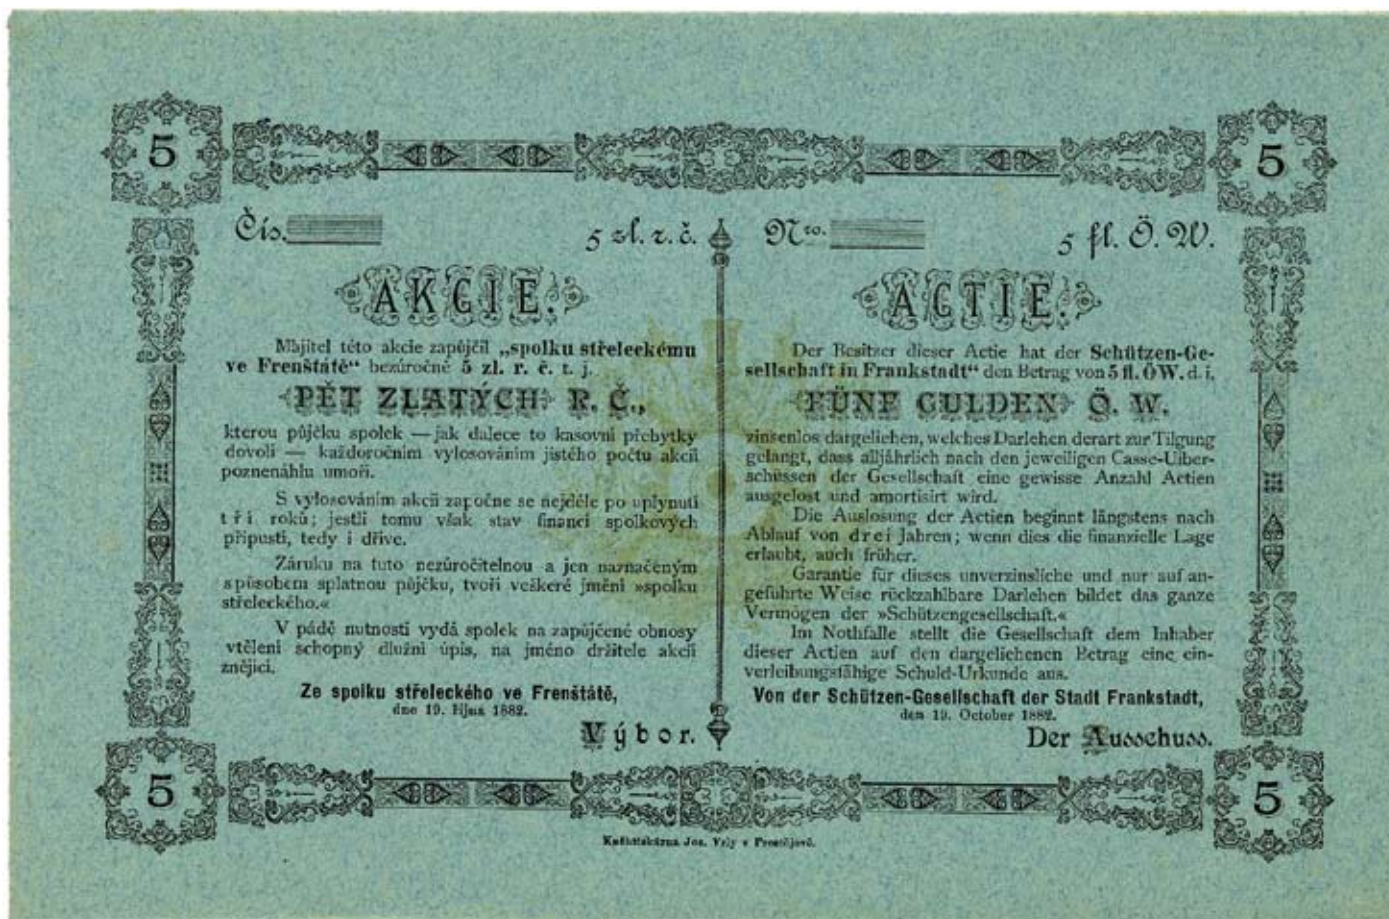 5
5
Čís.
5 zl. r. č.
AKCIE.
Majitel této akcie zapůjčil „spolku střeleckému
ve Frenštátě“ bezúročně 5 zl. r. č. t. j.
PĚT ZLATÝCH R. Č.,
kterou půjčku spolek — jak dalece to kasovní přebytky
dovolí — každoročním vylosováním jistého počtu akcií
poznenáhlu umoří.
S vylosováním akcií započne se nejdéle po uplynutí
tří roků; jestli tomu však stav financí spolkových
připustí, tedy i dříve.
Záruku na tuto nezúročitelnou a jen naznačeným
spůsobem splatnou půjčku, tvoří veškeré jmění »spolku
střeleckého.«
V pádě nutnosti vydá spolek na zapůjčené obnosy
vtělení schopný dlužní úpis, na jméno držitele akcií
znějící.
Ze spolku střeleckého ve Frenštátě,
dne 19. října 1882.
Výbor.
Nro.
5 fl. Ö. W.
ACTIE.
Der Besitzer dieser Actie hat der Schützen-Ge-
sellschaft in Frankstadt“ den Betrag von 5 fl. ÖW. d. i.
FÜNF GULDEN Ö. W.
zinsenlos dargeliehen, welches Darlehen derart zur Tilgung
gelangt, dass alljährlich nach den jeweiligen Casse-Uiber-
schüssen der Gesellschaft eine gewisse Anzahl Actien
ausgelost und amortisirt wird.
Die Auslosung der Actien beginnt längstens nach
Ablauf von drei Jahren; wenn dies die finanzielle Lage
erlaubt, auch früher.
Garantie für dieses unverzinsliche und nur auf an-
geführte Weise rückzahlbare Darlehen bildet das ganze
Vermögen der »Schützengesellschaft.«
Im Nothfalle stellt die Gesellschaft dem Inhaber
dieser Actien auf den dargeliehenen Betrag eine ein-
verleibungsfähige Schuld-Urkunde aus.
Von der Schützen-Gesellschaft der Stadt Frankstadt,
den 19. October 1882.
Der Ausschuss.
5
5
Kněhtiskárna Jos. Vrly v Prostějově.